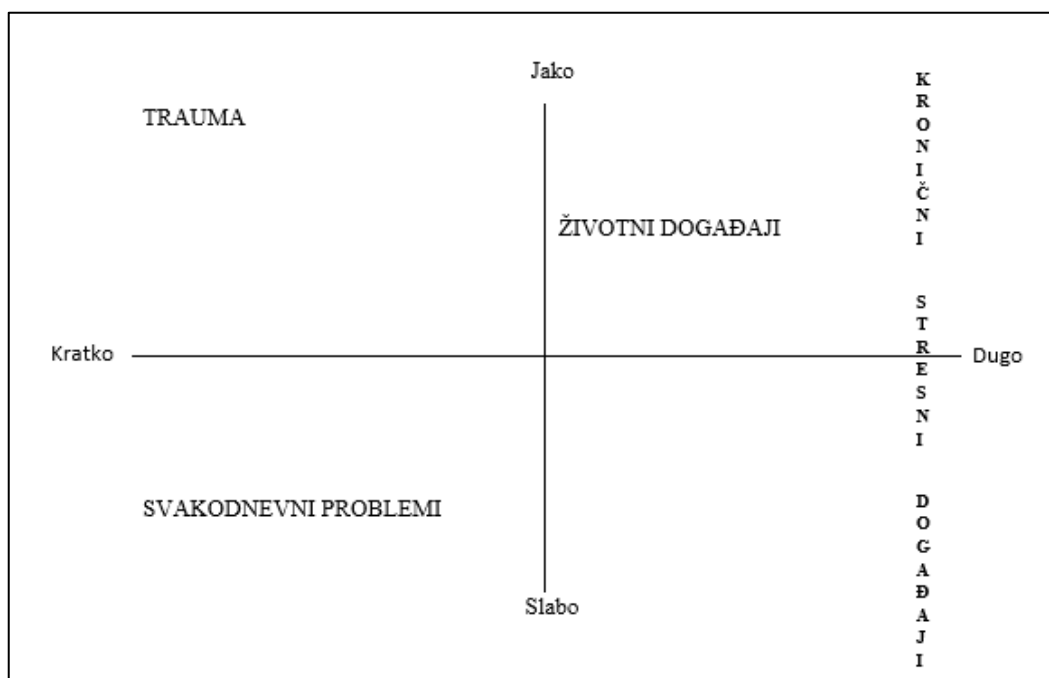 Jako
TRAUMA
ŽIVOTNI DOGAĐAJI
Kratko
Dugo
SVAKODNEVNI PROBLEMI
Slabo
KRONIČNI STRESNI DOGAĐAJI